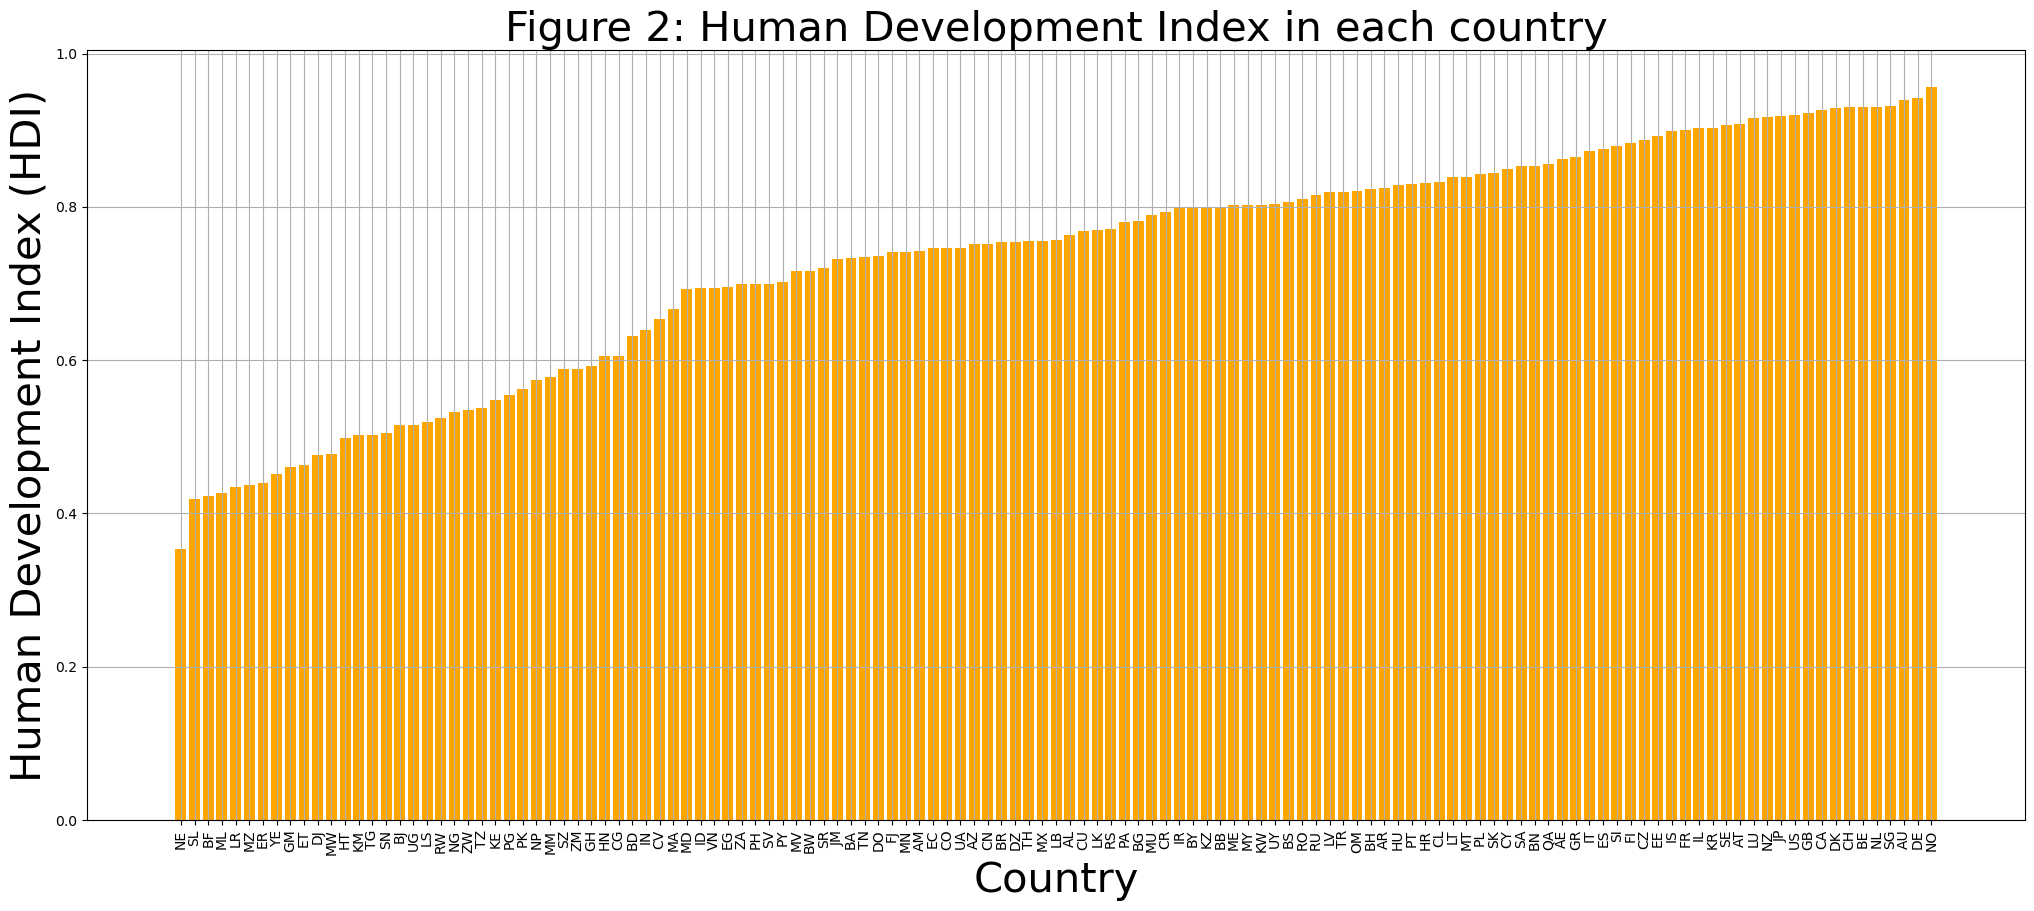 Figure 2: Human Development Index in each country
Human Development Index (HDI)
1.0
0.8
0.6
0.4
0.2
0.0
NE SL BF ML LR MZ ER YE GM ET DJ MW HT KM TG SN BJ UG LS RW NG ZW TZ KE PG PK NP MM SZ ZM GH HN CG BD IN CV MA MD ID VN EG ZA PH SV PY MV BW SR JM BA TN DO FJ MN AM EC CO UA AZ CN BR DZ TH MX LB AL CU LK RS PA BG MU CR IR BY KZ BB ME MY KW UY BS RO RU LV TR OM BH AR HU PT HR CL LT MT PL SK CY SA BN QA AE GR IT ES SI FI CZ EE IS FR IL KR SE AT LU NZ JP US GB CA DK CH BE NL SG AU DE NO
Country